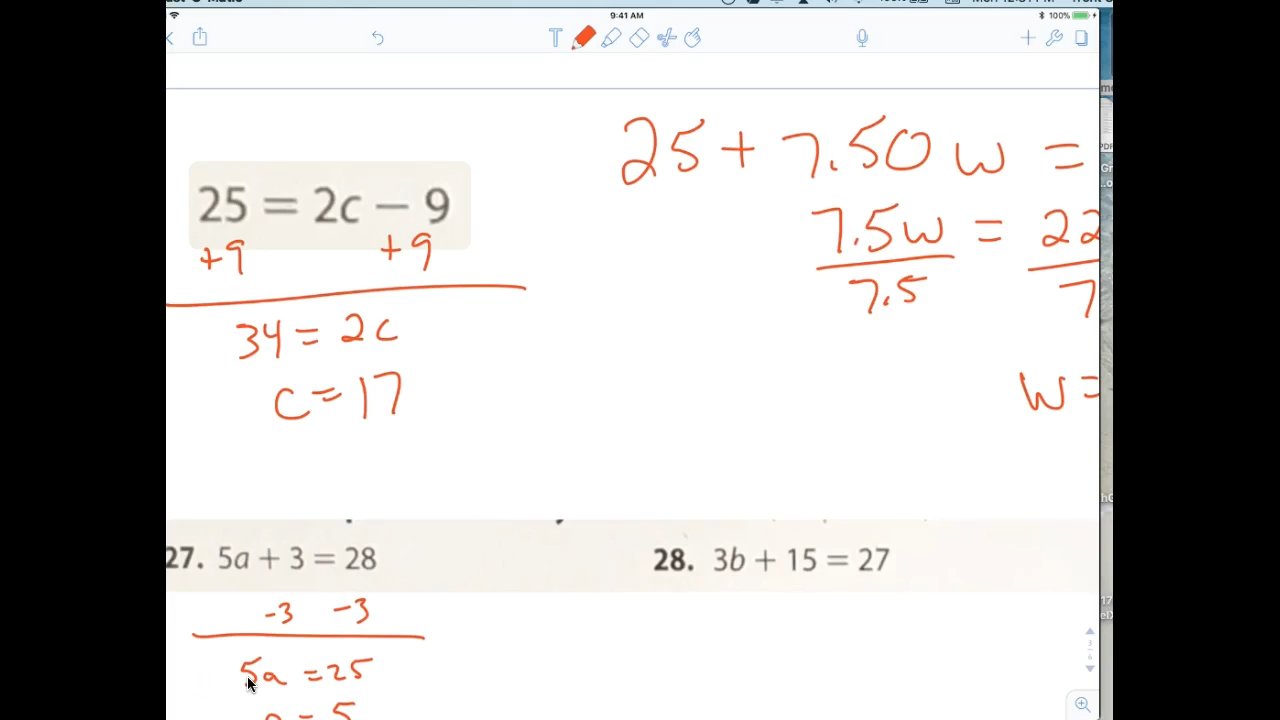 9:41 AM
100%
T
25 = 2c − 9
+9 +9
34 = 2c
c = 17
25 + 7.50 w =
7.5w = 22
7.5 7
w =
27. 5a + 3 = 28
-3 -3
5a = 25
a = 5
28. 3b + 15 = 27